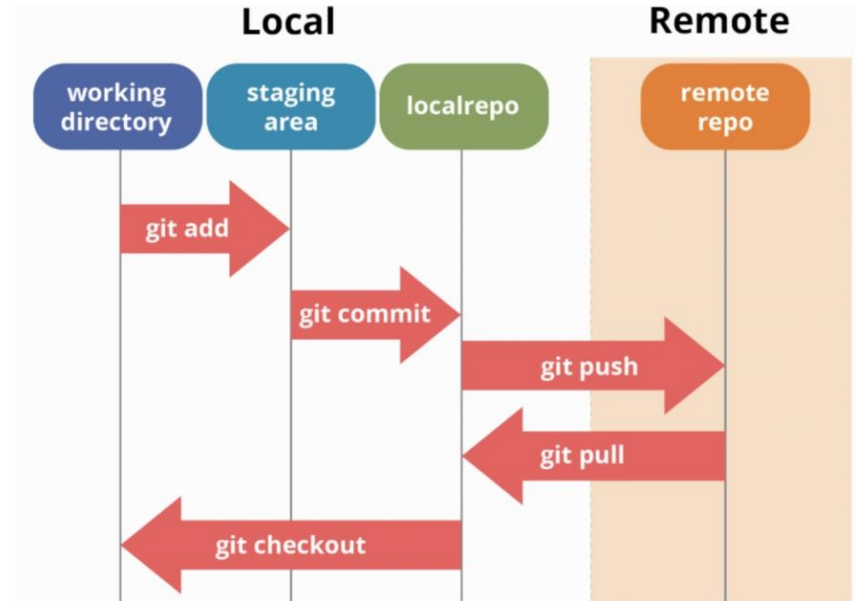 Local
Remote
working
directory
staging
area
localrepo
remote
repo
git add
git commit
git push
git pull
git checkout